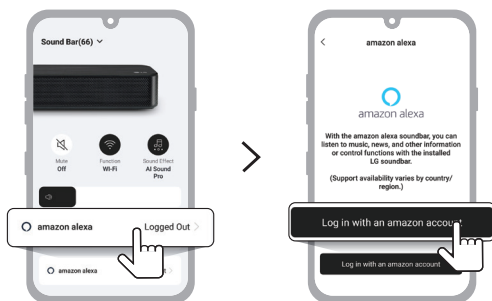 Sound Bar(66)
Mute
Off
Function
Wi-Fi
Sound Effect
AI Sound
Pro
amazon alexa Logged Out
amazon alexa
amazon alexa
amazon alexa
With the amazon alexa soundbar, you can
listen to music, news, and other information
or control functions with the installed
LG soundbar.
(Support availability varies by country/
region.)
Log in with an amazon account
Log in with an amazon account